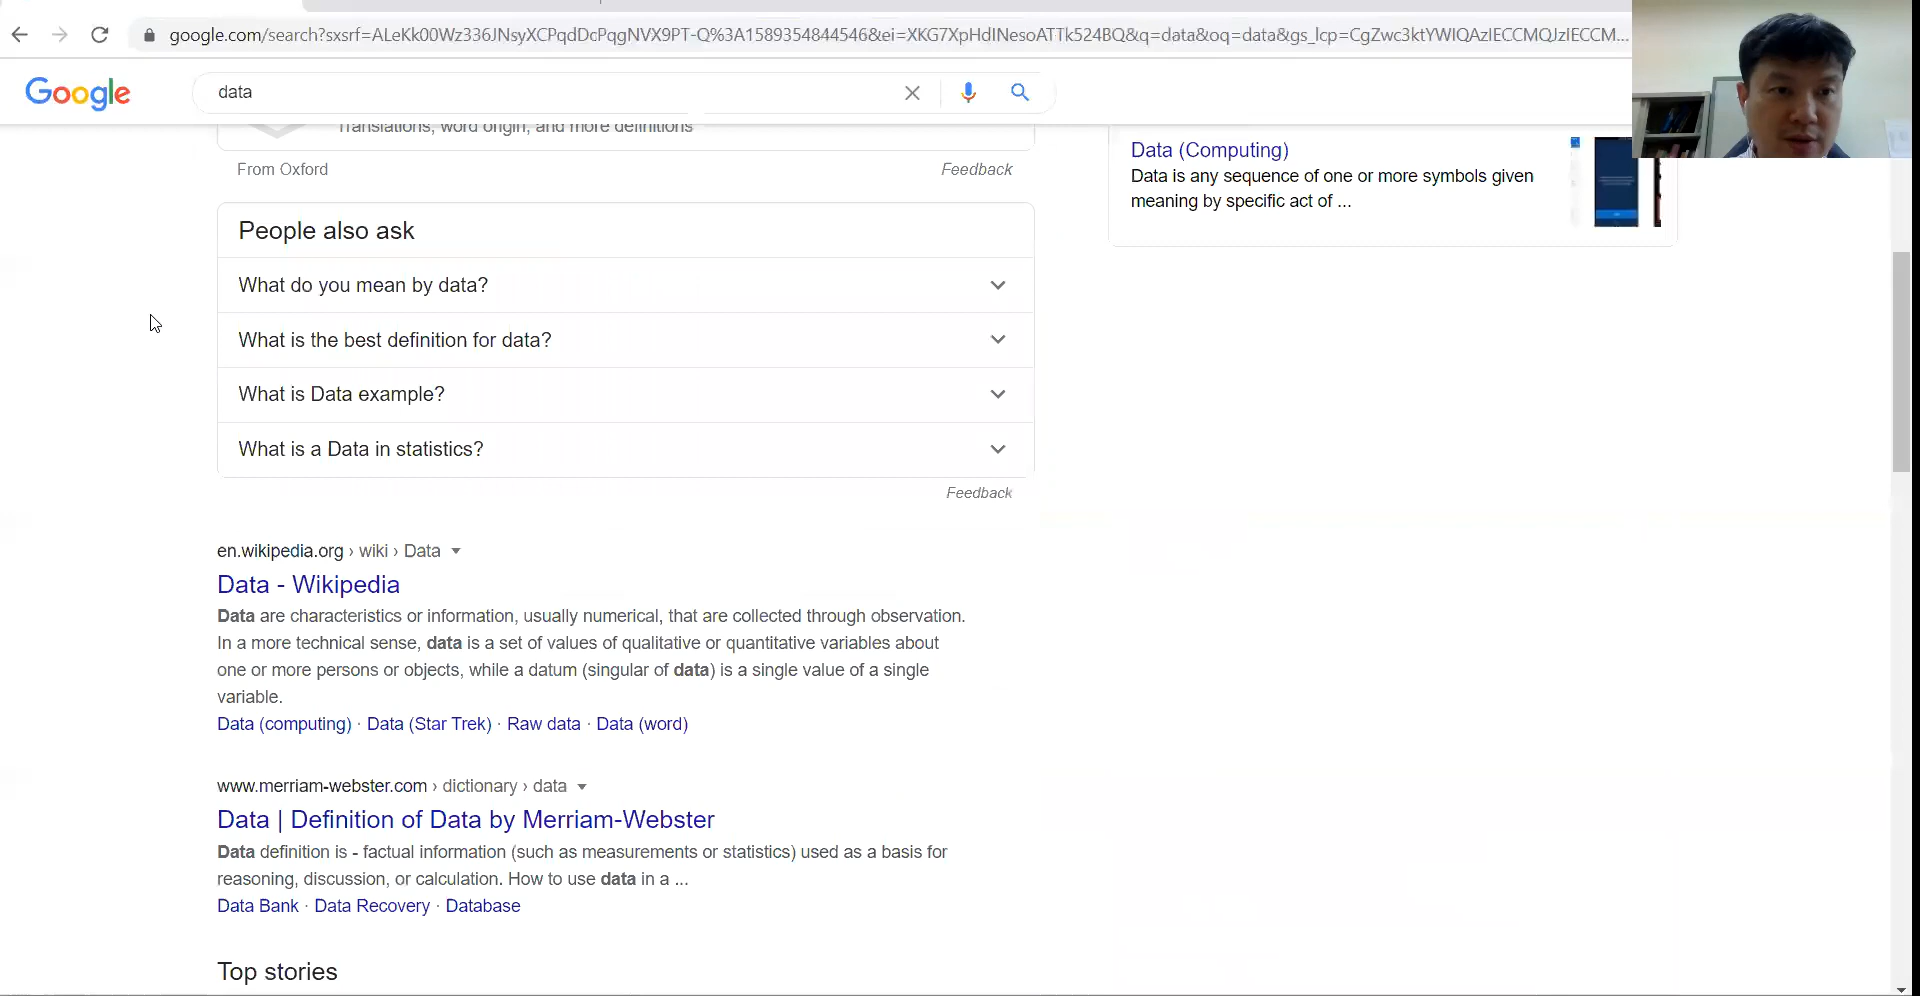 google.com/search?sxsrf=ALeKk00Wz336JNsyXCPqdDcPqgNVX9PT-Q%3A1589354844546&ei=XKG7XpHdINesoATTk524BQ&q=data&oq=data&gs_lcp=CgZwc3ktYWIQAzIECCMQJzIECCM...
Google
data
Translations, word origin, and more definitions
From Oxford
Feedback
Data (Computing)
Data is any sequence of one or more symbols given
meaning by specific act of ...
People also ask
What do you mean by data?
What is the best definition for data?
What is Data example?
What is a Data in statistics?
Feedback
en.wikipedia.org › wiki › Data
Data - Wikipedia
Data are characteristics or information, usually numerical, that are collected through observation.
In a more technical sense, data is a set of values of qualitative or quantitative variables about
one or more persons or objects, while a datum (singular of data) is a single value of a single
variable.
Data (computing) · Data (Star Trek) · Raw data · Data (word)
www.merriam-webster.com › dictionary › data
Data | Definition of Data by Merriam-Webster
Data definition is - factual information (such as measurements or statistics) used as a basis for
reasoning, discussion, or calculation. How to use data in a ...
Data Bank · Data Recovery · Database
Top stories